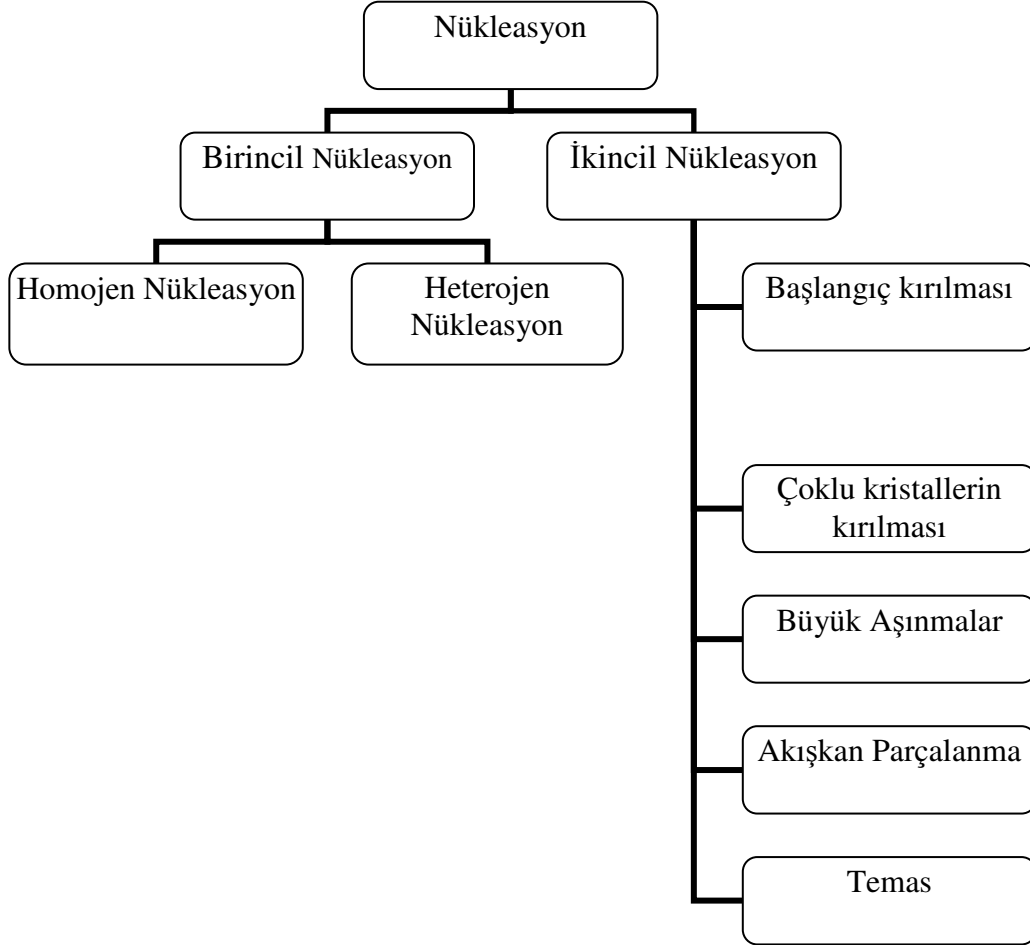 Nükleasyon
Birincil Nükleasyon
İkincil Nükleasyon
Homojen Nükleasyon
Heterojen
Nükleasyon
Başlangıç kırılması
Çoklu kristallerin
kırılması
Büyük Aşınmalar
Akışkan Parçalanma
Temas